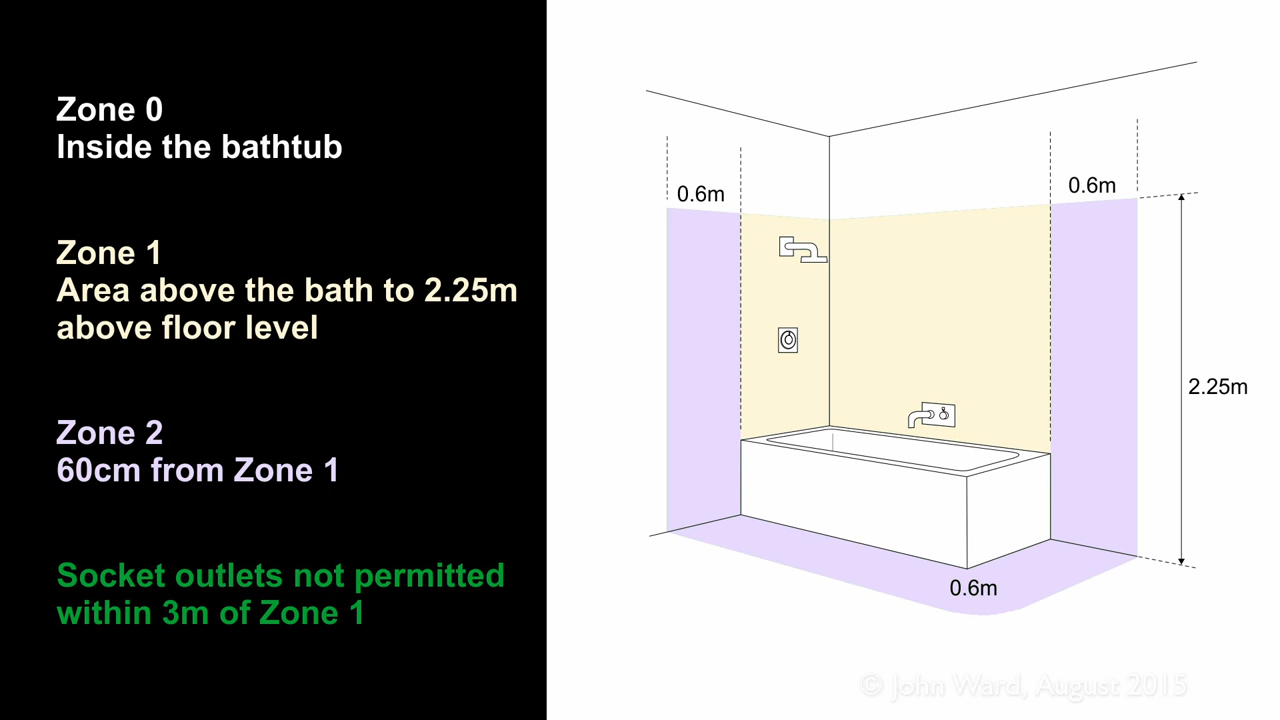 Zone 0
Inside the bathtub
Zone 1
Area above the bath to 2.25m
above floor level
Zone 2
60cm from Zone 1
Socket outlets not permitted
within 3m of Zone 1
0.6m
0.6m
2.25m
0.6m
© John Ward, August 2015